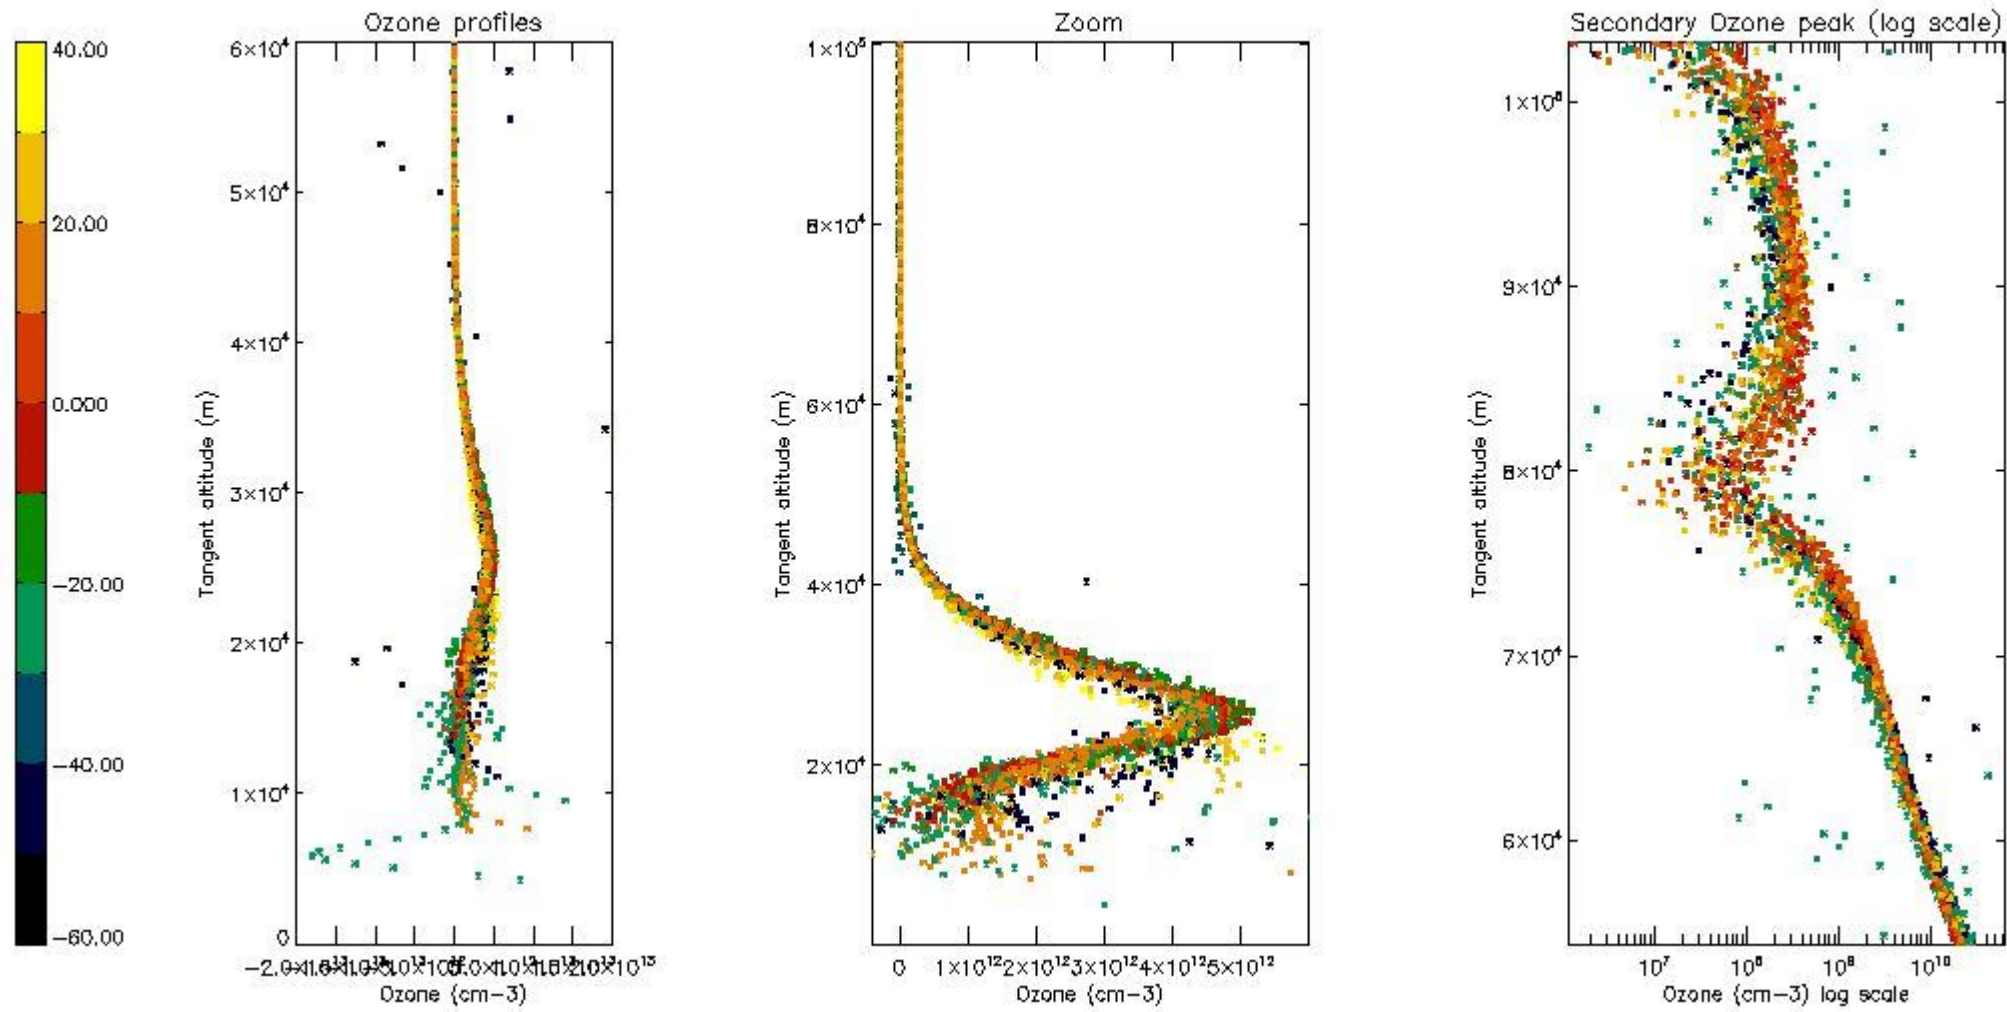 Ozone profiles
Zoom
Secondary Ozone peak (log scale)
40.00
20.00
0.000
−20.00
−40.00
−60.00
6×10⁴
5×10⁴
4×10⁴
3×10⁴
2×10⁴
1×10⁴
0
Tangent altitude (m)
Ozone (cm−3)
1×10⁵
8×10⁴
6×10⁴
4×10⁴
2×10⁴
Tangent altitude (m)
0 1×10¹² 2×10¹² 3×10¹² 4×10¹² 5×10¹²
Ozone (cm−3)
1×10⁵
9×10⁴
8×10⁴
7×10⁴
6×10⁴
Tangent altitude (m)
10⁷ 10⁸ 10⁹ 10¹⁰
Ozone (cm−3) log scale